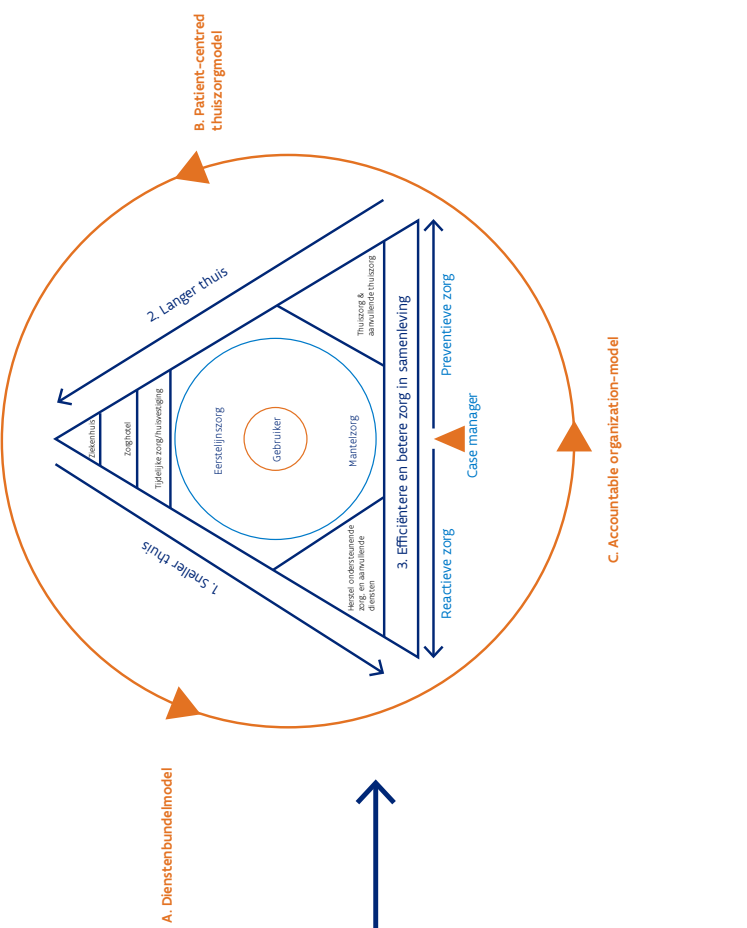 A. Dienstenbundelmodel
B. Patient-centred
thuiszorgmodel
1. Sneller thuis
2. Langer thuis
Ziekenhuis
Zorghotel
Tijdelijke zorg/huisvestiging
Eerstelijnszorg
Gebruiker
Mantelzorg
Herstel ondersteunende
zorg, en aanvullende
diensten
Thuiszorg &
aanvullende thuiszorg
3. Efficiëntere en betere zorg in samenleving
Reactieve zorg
Preventieve zorg
Case manager
C. Accountable organization-model